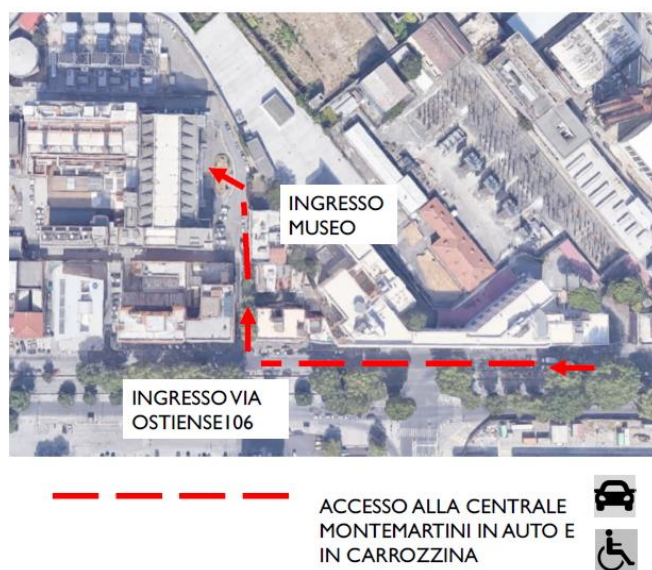 INGRESSO
MUSEO
INGRESSO VIA
OSTIENSE106
ACCESSO ALLA CENTRALE
MONTEMARTINI IN AUTO E
IN CARROZZINA